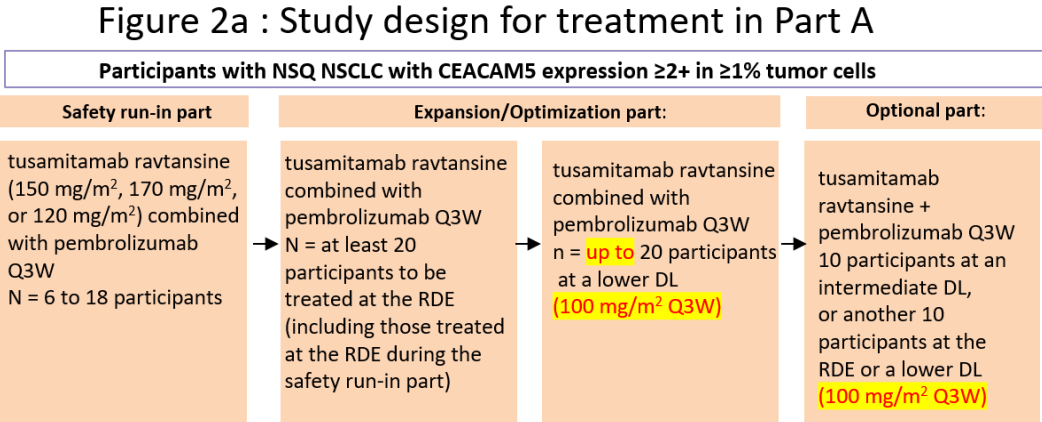 Figure 2a : Study design for treatment in Part A
Participants with NSQ NSCLC with CEACAM5 expression ≥2+ in ≥1% tumor cells
Safety run-in part
Expansion/Optimization part:
Optional part:
tusamitamab ravtansine
(150 mg/m², 170 mg/m²,
or 120 mg/m²) combined
with pembrolizumab
Q3W
N = 6 to 18 participants
tusamitamab ravtansine
combined with
pembrolizumab Q3W
N = at least 20
participants to be
treated at the RDE
(including those treated
at the RDE during the
safety run-in part)
tusamitamab ravtansine
combined with
pembrolizumab Q3W
n = up to 20 participants
at a lower DL
(100 mg/m² Q3W)
tusamitamab
ravtansine +
pembrolizumab Q3W
10 participants at an
intermediate DL,
or another 10
participants at the
RDE or a lower DL
(100 mg/m² Q3W)